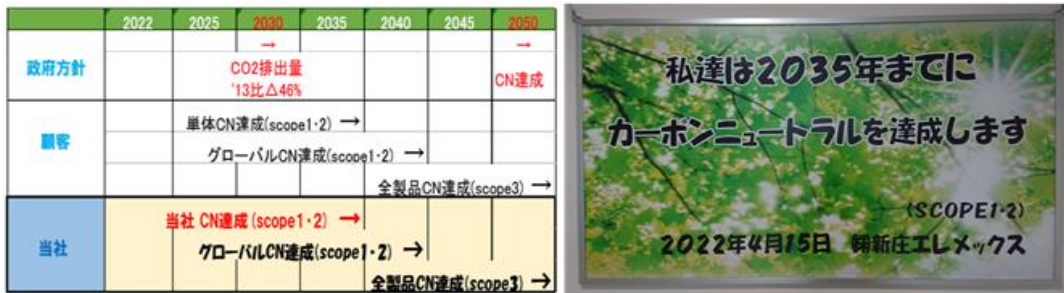 2022 2025 2030 2035 2040 2045 2050
政府方針
→
CO2排出量
'13比△46%
→
CN達成
顧客
単体CN達成(scope1・2) →
グローバルCN達成(scope1・2) →
全製品CN達成(scope3) →
当社
当社 CN達成(scope1・2) →
グローバルCN達成(scope1・2) →
全製品CN達成(scope3) →
私達は2035年までに
カーボンニュートラルを達成します
(SCOPE1・2)
2022年4月15日 ㈱新庄エレメックス